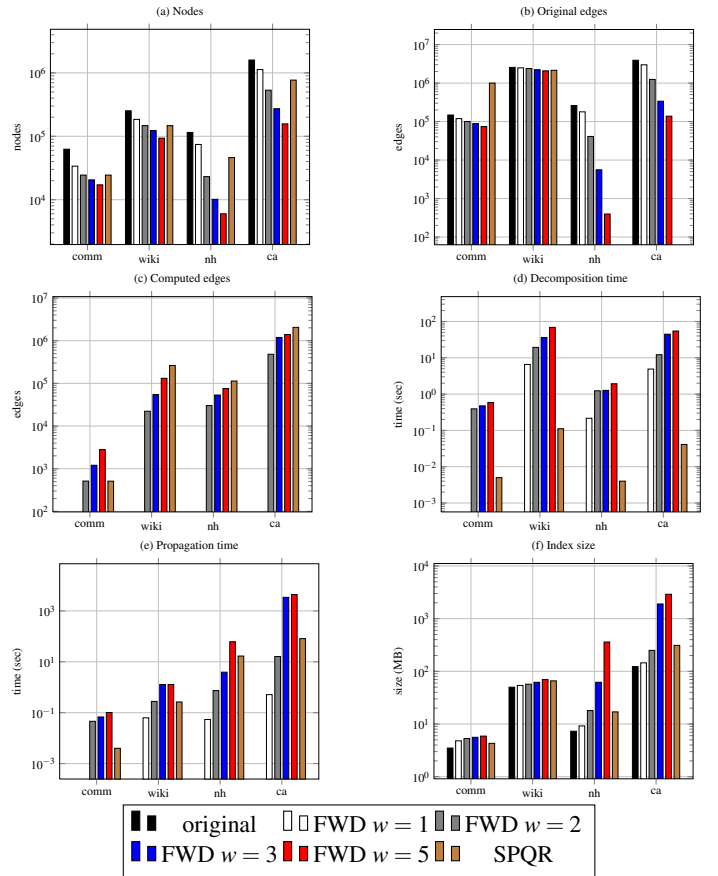 (a) Nodes
(b) Original edges
10^6
10^5
10^4
nodes
comm wiki nh ca
10^7
10^6
10^5
10^4
10^3
10^2
edges
comm wiki nh ca
(c) Computed edges
(d) Decomposition time
10^7
10^6
10^5
10^4
10^3
10^2
edges
comm wiki nh ca
10^2
10^1
10^0
10^−1
10^−2
10^−3
time (sec)
comm wiki nh ca
(e) Propagation time
(f) Index size
10^3
10^1
10^−1
10^−3
time (sec)
comm wiki nh ca
10^4
10^3
10^2
10^1
10^0
size (MB)
comm wiki nh ca
original FWD w = 1 FWD w = 2
FWD w = 3 FWD w = 5 SPQR